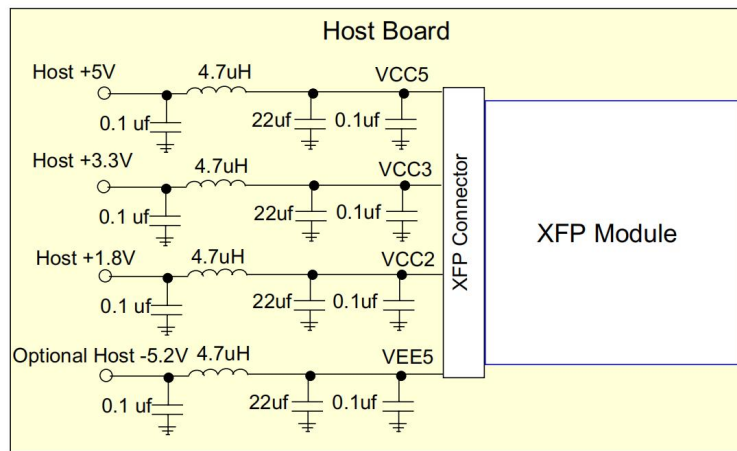 Host Board
Host +5V
4.7uH
VCC5
0.1 uf
22uf
0.1uf
Host +3.3V
4.7uH
VCC3
0.1 uf
22uf
0.1uf
Host +1.8V
4.7uH
VCC2
0.1 uf
22uf
0.1uf
Optional Host -5.2V
4.7uH
VEE5
0.1 uf
22uf
0.1uf
XFP Connector
XFP Module